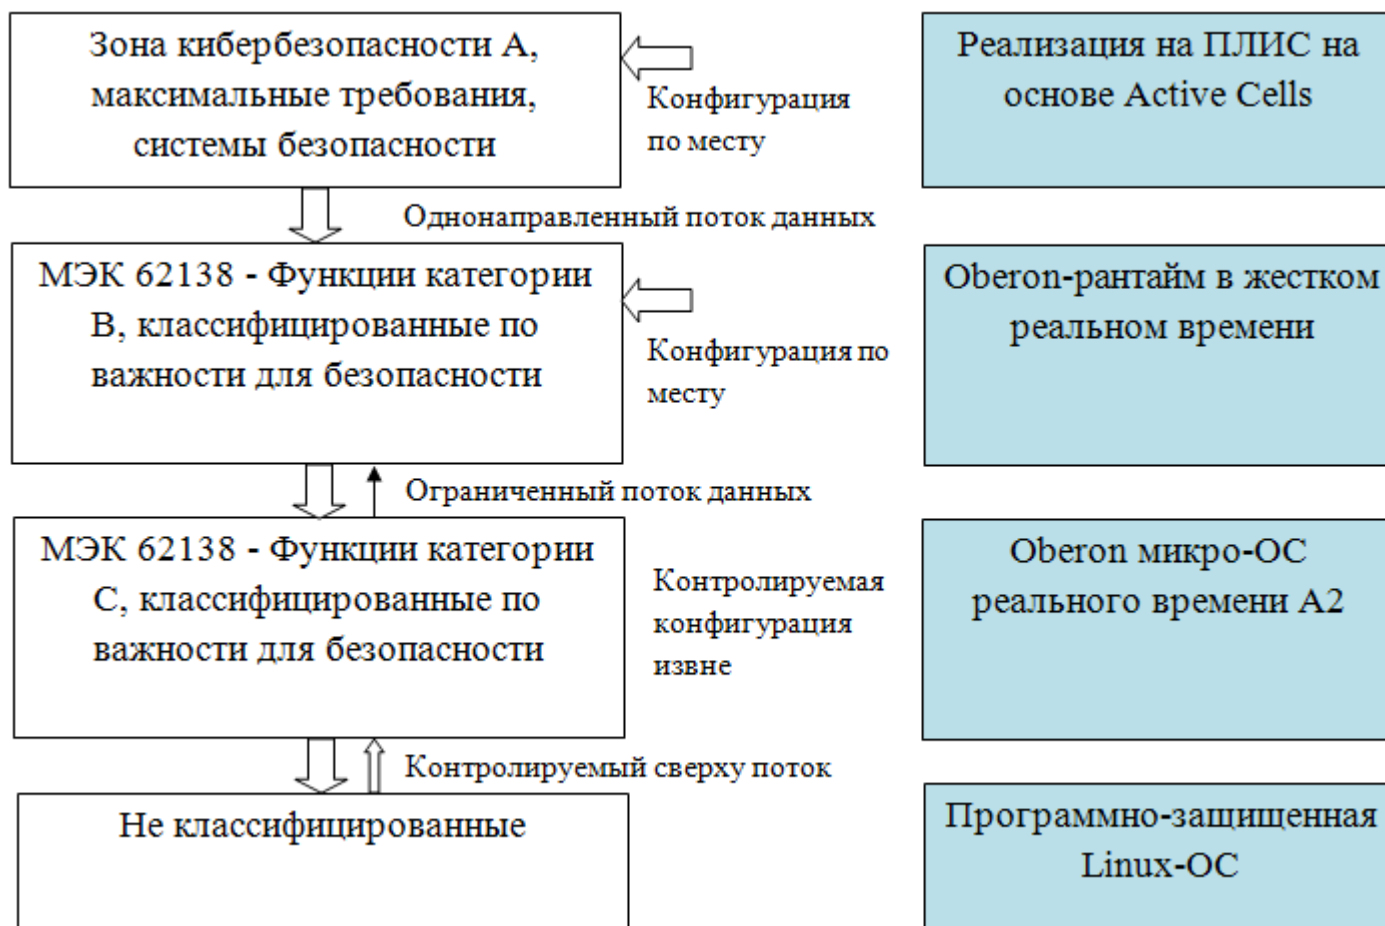 Зона кибербезопасности А,
максимальные требования,
системы безопасности
Конфигурация
по месту
Реализация на ПЛИС на
основе Active Cells
Однонаправленный поток данных
МЭК 62138 - Функции категории
В, классифицированные по
важности для безопасности
Конфигурация по
месту
Oberon-рантайм в жестком
реальном времени
Ограниченный поток данных
МЭК 62138 - Функции категории
С, классифицированные по
важности для безопасности
Контролируемая
конфигурация
извне
Oberon микро-ОС
реального времени А2
Контролируемый сверху поток
Не классифицированные
Программно-защищенная
Linux-ОС